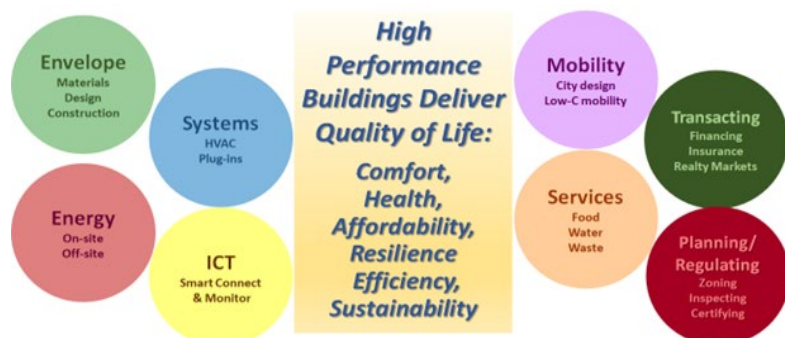 Envelope
Materials
Design
Construction
Systems
HVAC
Plug-ins
Energy
On-site
Off-site
ICT
Smart Connect
& Monitor
High
Performance
Buildings Deliver
Quality of Life:
Comfort,
Health,
Affordability,
Resilience
Efficiency,
Sustainability
Mobility
City design
Low-C mobility
Transacting
Financing
Insurance
Realty Markets
Services
Food
Water
Waste
Planning/
Regulating
Zoning
Inspecting
Certifying